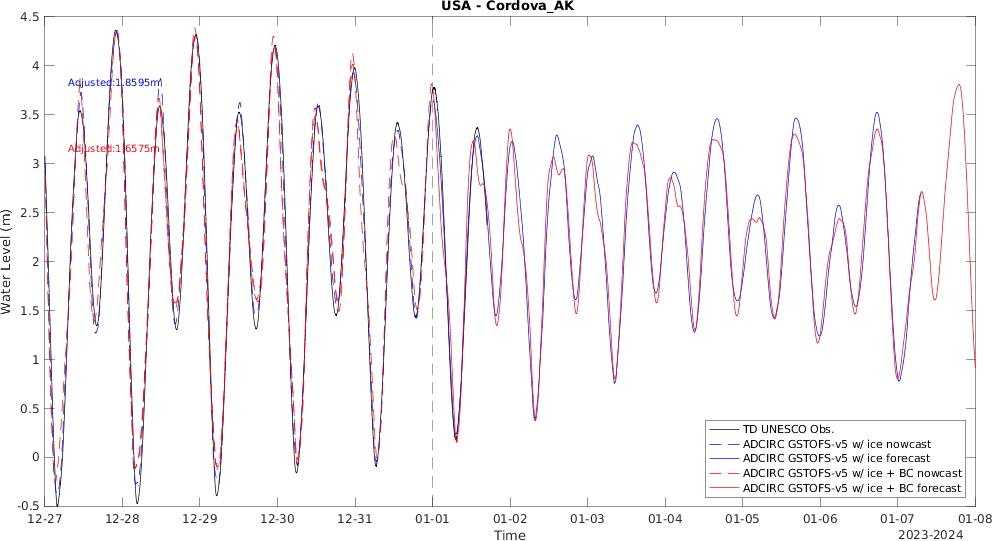 USA - Cordova_AK
4.5
4
3.5
3
2.5
2
1.5
1
0.5
0
-0.5
Water Level (m)
Adjusted:1.8595m
Adjusted:1.6575m
TD UNESCO Obs.
ADCIRC GSTOFS-v5 w/ ice nowcast
ADCIRC GSTOFS-v5 w/ ice forecast
ADCIRC GSTOFS-v5 w/ ice + BC nowcast
ADCIRC GSTOFS-v5 w/ ice + BC forecast
12-27 12-28 12-29 12-30 12-31 01-01 01-02 01-03 01-04 01-05 01-06 01-07 01-08
Time
2023-2024